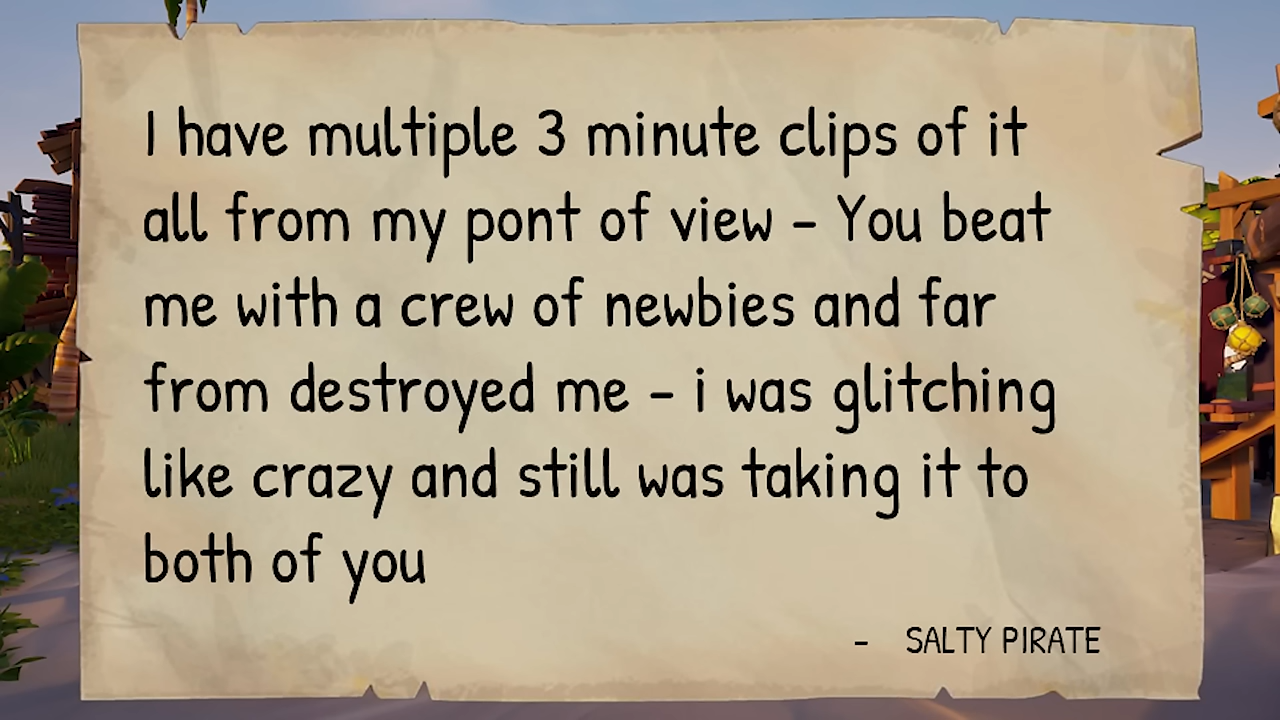 I have multiple 3 minute clips of it
all from my pont of view - You beat
me with a crew of newbies and far
from destroyed me - i was glitching
like crazy and still was taking it to
both of you
- SALTY PIRATE